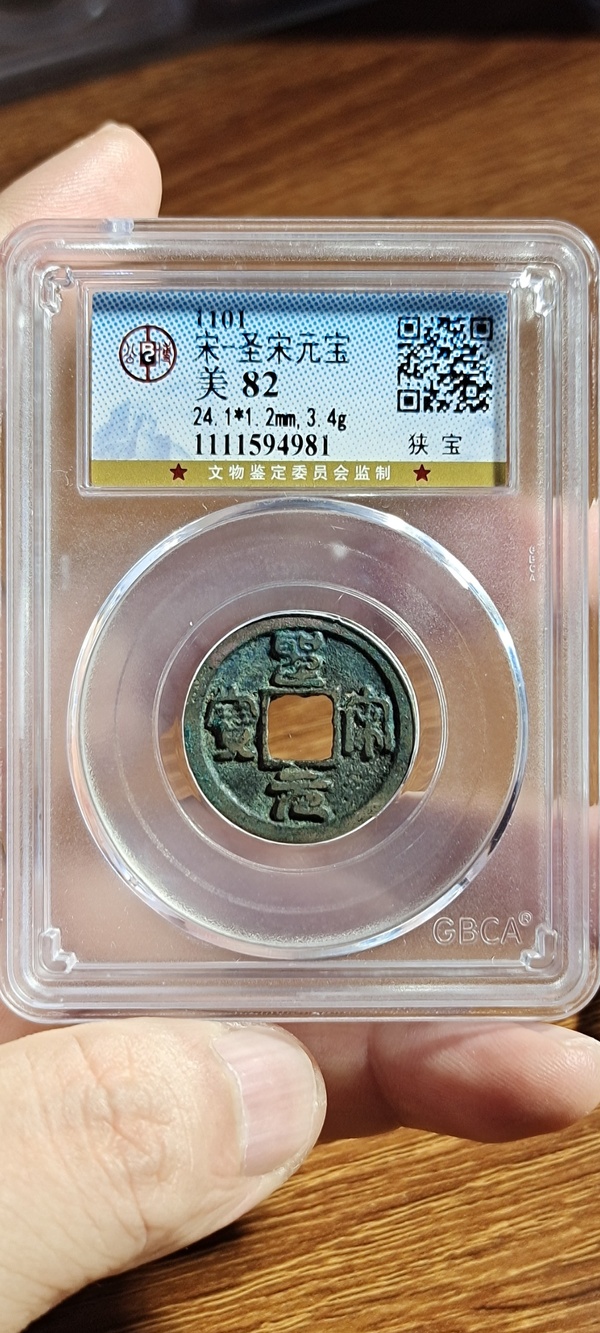 1101
宋-圣宋元宝
美 82
24.1*1.2mm,3.4g
1111594981 狭 宝
★ 文物鉴定委员会监制 ★
GBCA
聖
寶 宋
元
GBCA®